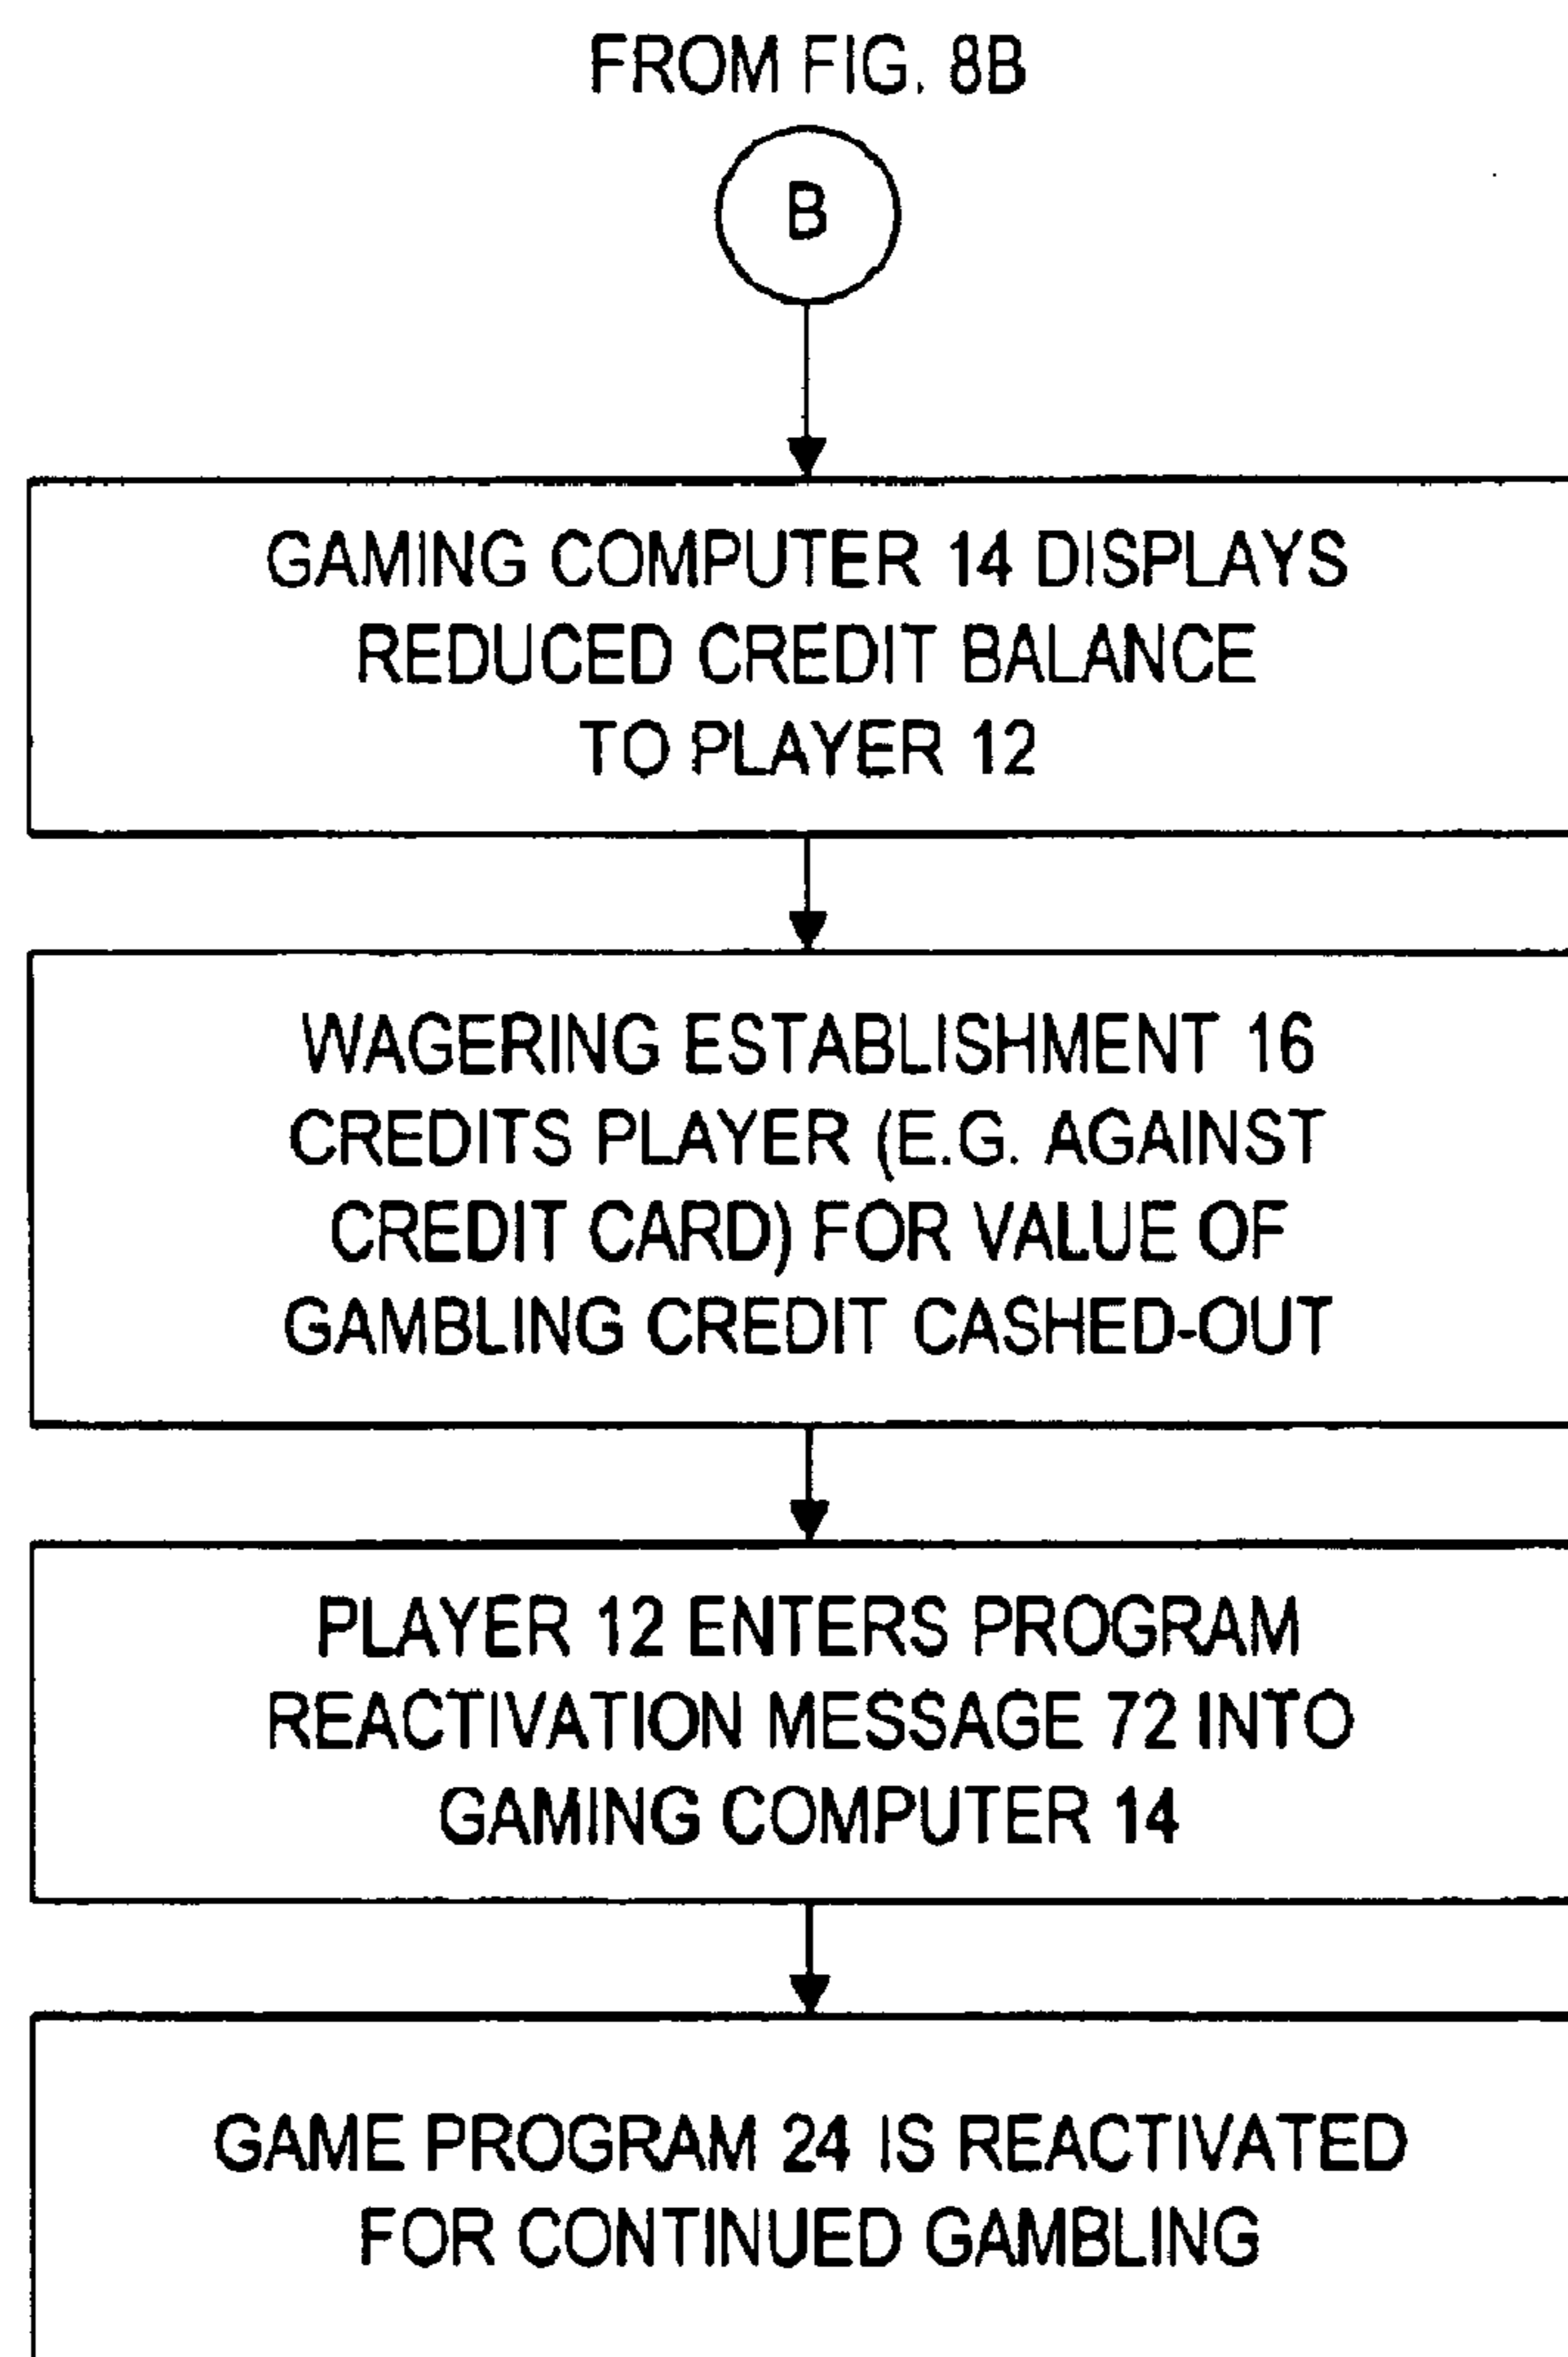 FROM FIG. 8B
B
GAMING COMPUTER 14 DISPLAYS
REDUCED CREDIT BALANCE
TO PLAYER 12
WAGERING ESTABLISHMENT 16
CREDITS PLAYER (E.G. AGAINST
CREDIT CARD) FOR VALUE OF
GAMBLING CREDIT CASHED-OUT
PLAYER 12 ENTERS PROGRAM
REACTIVATION MESSAGE 72 INTO
GAMING COMPUTER 14
GAME PROGRAM 24 IS REACTIVATED
FOR CONTINUED GAMBLING